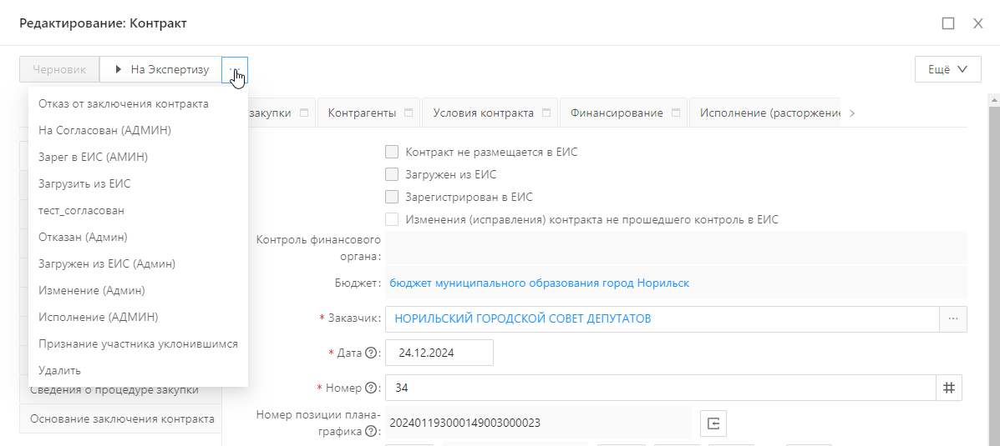 Редактирование: Контракт
Черновик
На Экспертизу
Ещё
Отказ от заключения контракта
На Согласован (АДМИН)
Зарег в ЕИС (АМИН)
Загрузить из ЕИС
тест_согласован
Отказан (Админ)
Загружен из ЕИС (Админ)
Изменение (Админ)
Исполнение (АДМИН)
Признание участника уклонившимся
Удалить
Сведения о процедуре закупки
Основание заключения контракта
закупки
Контрагенты
Условия контракта
Финансирование
Исполнение (расторжение
Контракт не размещается в ЕИС
Загружен из ЕИС
Зарегистрирован в ЕИС
Изменения (исправления) контракта не прошедшего контроль в ЕИС
Контроль финансового
органа:
Бюджет: бюджет муниципального образования город Норильск
* Заказчик: НОРИЛЬСКИЙ ГОРОДСКОЙ СОВЕТ ДЕПУТАТОВ ...
* Дата ?: 24.12.2024
* Номер ?: 34 #
Номер позиции плана-
графика ?: 202401193000149003000023